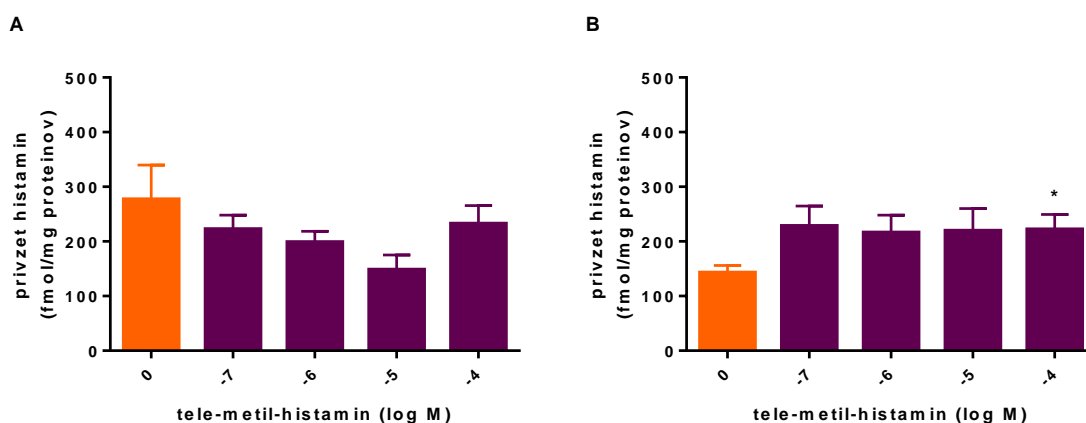 A
privzet histamin
(fmol/mg proteinov)
500
400
300
200
100
0
0
-7
-6
-5
-4
tele-metil-histamin (log M)
B
privzet histamin
(fmol/mg proteinov)
500
400
300
200
100
0
*
0
-7
-6
-5
-4
tele-metil-histamin (log M)